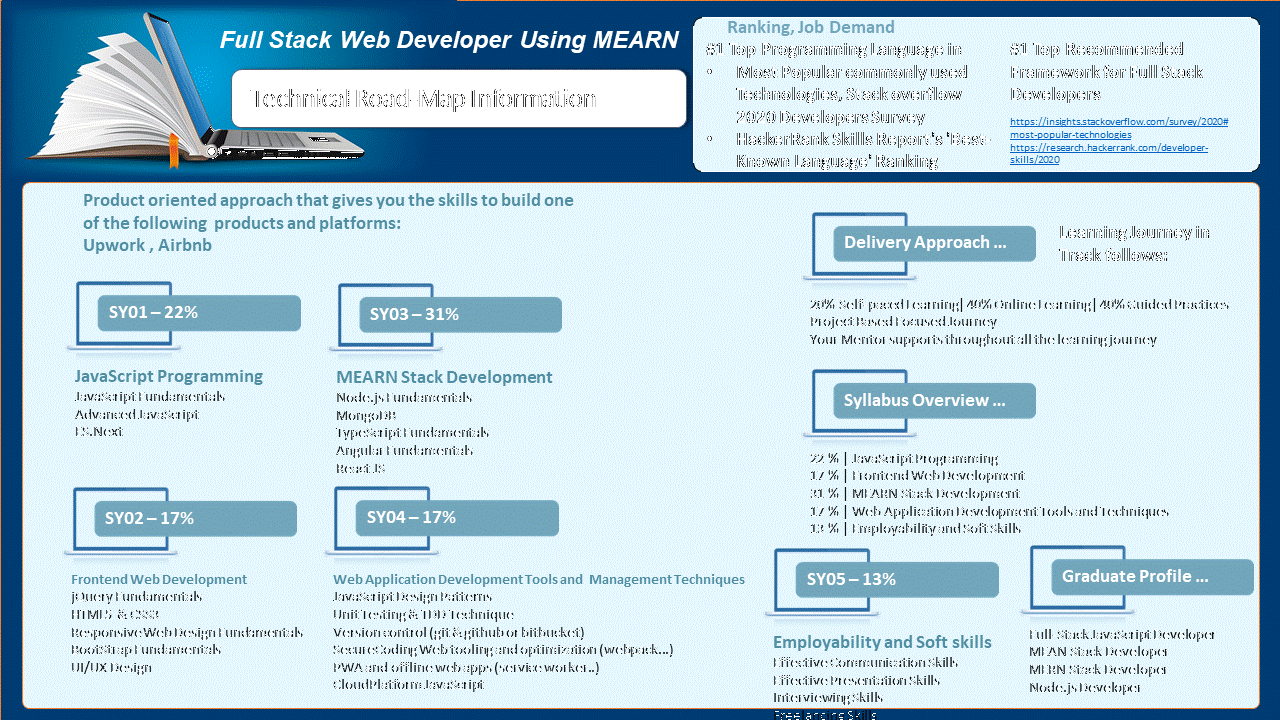 Full Stack Web Developer Using MEARN
Technical Road-Map Information
Ranking, Job Demand
#1 Top Programming Language in
• Most Popular commonly used
Technologies, Stack overflow
2020 Developers Survey
• HackerRank Skills Report's 'Best-
Known Language' Ranking
#1 Top Recommended
Framework for Full Stack
Developers
https://insights.stackoverflow.com/survey/2020#
most-popular-technologies
https://research.hackerrank.com/developer-
skills/2020
Product oriented approach that gives you the skills to build one
of the following products and platforms:
Upwork , Airbnb
SY01 – 22%
JavaScript Programming
JavaScript Fundamentals
Advanced JavaScript
ES.Next
SY03 – 31%
MEARN Stack Development
Node.js Fundamentals
MongoDB
TypeScript Fundamentals
Angular Fundamentals
React JS
SY02 – 17%
Frontend Web Development
jQuery Fundamentals
HTML5 & CSS3
Responsive Web Design Fundamentals
BootStrap Fundamentals
UI/UX Design
SY04 – 17%
Web Application Development Tools and Management Techniques
JavaScript Design Patterns
Unit Testing & TDD Technique
Version control (git & github or bitbucket)
SecureCoding Web tooling and optimization (webpack...)
PWA and offline web apps (service worker..)
CloudPlatform JavaScript
Delivery Approach ...
Learning Journey in
Track follows:
20% Self-paced Learning| 40% Online Learning| 40% Guided Practices
Project Based Focused Journey
Your Mentor supports throughout all the learning journey
Syllabus Overview ...
22 % | JavaScript Programming
17 % | Frontend Web Development
31 % | MEARN Stack Development
17 % | Web Application Development Tools and Techniques
13 % | Employability and Soft Skills
SY05 – 13%
Employability and Soft skills
Effective Communication Skills
Effective Presentation Skills
Interviewing Skills
Freelancing Skills
Graduate Profile ...
Full-Stack JavaScript Developer
MEAN Stack Developer
MERN Stack Developer
Node.js Developer